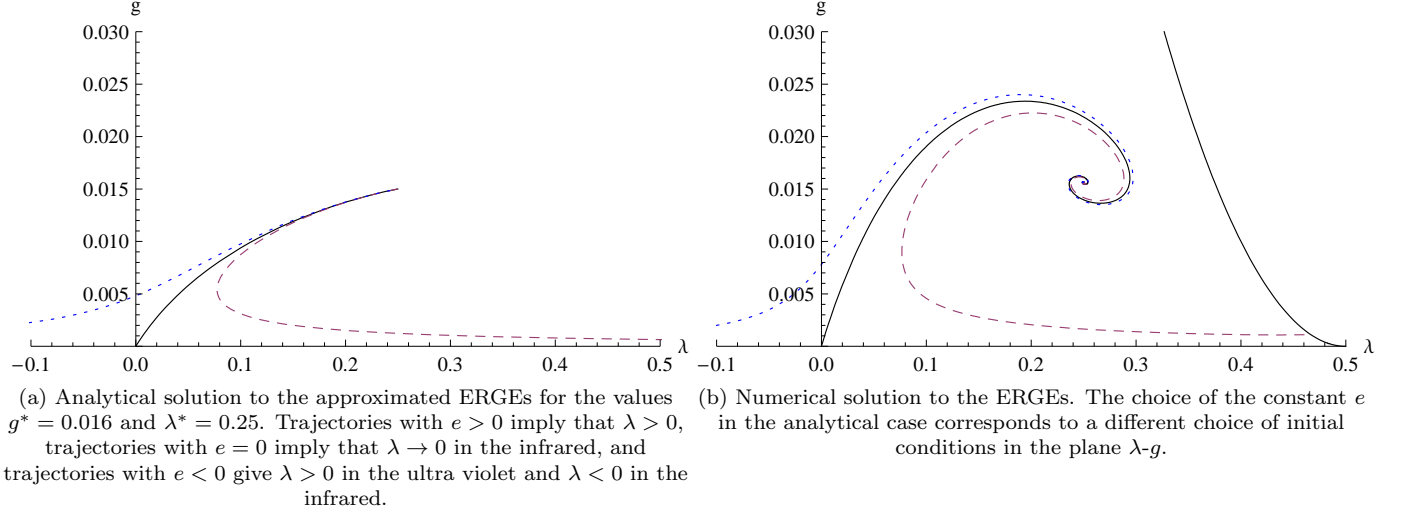 g
0.030
0.025
0.020
0.015
0.010
0.005
-0.1 0.0 0.1 0.2 0.3 0.4 0.5 λ
(a) Analytical solution to the approximated ERGEs for the values
g* = 0.016 and λ* = 0.25. Trajectories with e > 0 imply that λ > 0,
trajectories with e = 0 imply that λ → 0 in the infrared, and
trajectories with e < 0 give λ > 0 in the ultra violet and λ < 0 in the
infrared.
g
0.030
0.025
0.020
0.015
0.010
0.005
-0.1 0.0 0.1 0.2 0.3 0.4 0.5 λ
(b) Numerical solution to the ERGEs. The choice of the constant e
in the analytical case corresponds to a different choice of initial
conditions in the plane λ-g.